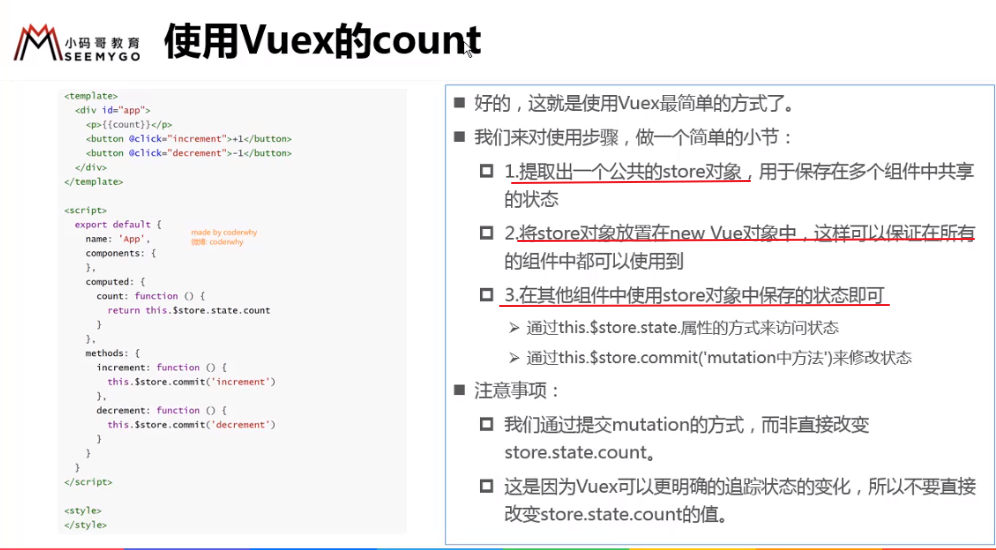 小码哥教育
SEEMYGO
使用Vuex的count
<template>
<div id="app">
<p>{{count}}</p>
<button @click="increment">+1</button>
<button @click="decrement">-1</button>
</div>
</template>
<script>
export default {
name: 'App',
components: {
},
computed: {
count: function () {
return this.$store.state.count
}
},
methods: {
increment: function () {
this.$store.commit('increment')
},
decrement: function () {
this.$store.commit('decrement')
}
}
}
</script>
<style>
</style>
made by coderwhy
微博: coderwhy
好的，这就是使用Vuex最简单的方式了。
我们来对使用步骤，做一个简单的小节：
1.提取出一个公共的store对象，用于保存在多个组件中共享
的状态
2.将store对象放置在new Vue对象中，这样可以保证在所有
的组件中都可以使用到
3.在其他组件中使用store对象中保存的状态即可
通过this.$store.state.属性的方式来访问状态
通过this.$store.commit('mutation中方法')来修改状态
注意事项：
我们通过提交mutation的方式，而非直接改变
store.state.count。
这是因为Vuex可以更明确的追踪状态的变化，所以不要直接
改变store.state.count的值。